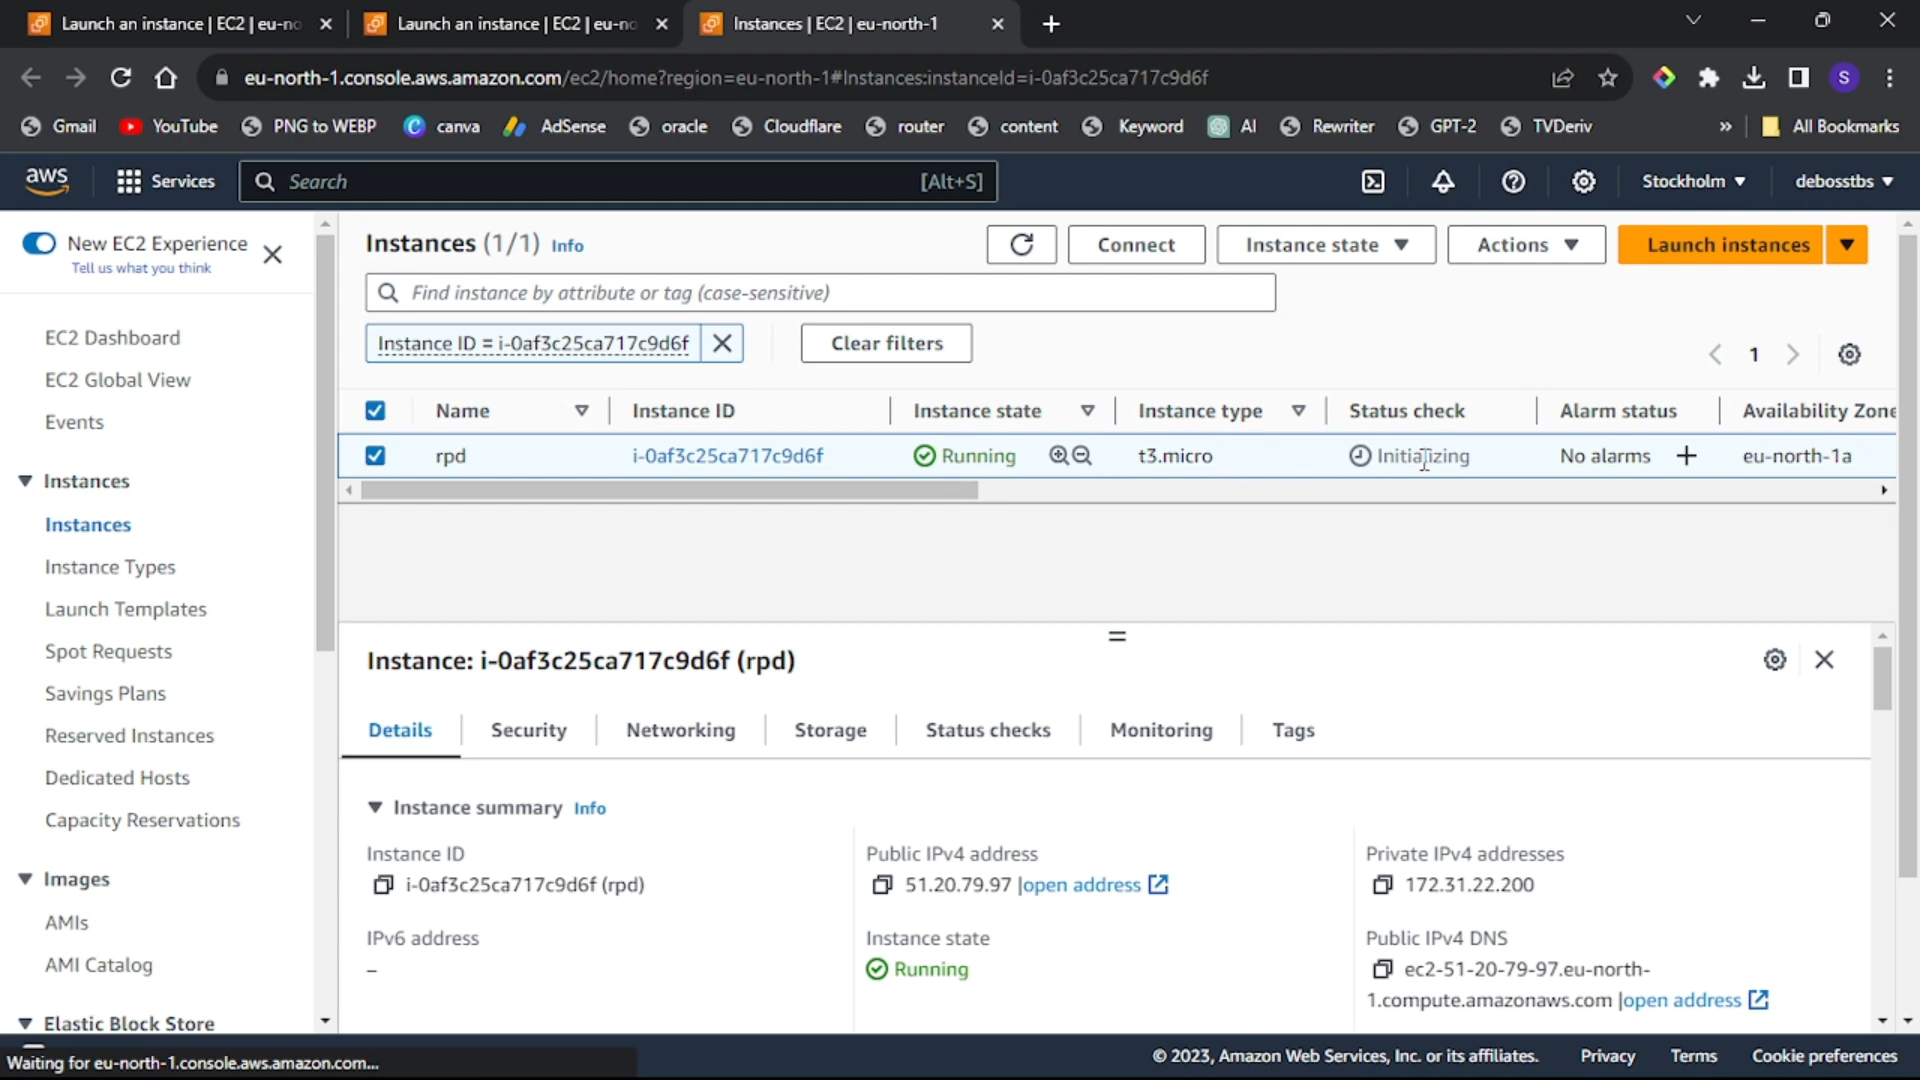 Launch an instance | EC2 | eu-no
Launch an instance | EC2 | eu-no
Instances | EC2 | eu-north-1
eu-north-1.console.aws.amazon.com/ec2/home?region=eu-north-1#Instances:instanceId=i-0af3c25ca717c9d6f
S
Gmail YouTube PNG to WEBP canva AdSense oracle Cloudflare router content Keyword AI Rewriter GPT-2 TVDeriv » All Bookmarks
aws Services Search [Alt+S] Stockholm debosstbs
New EC2 Experience
Tell us what you think
EC2 Dashboard
EC2 Global View
Events
Instances
Instances
Instance Types
Launch Templates
Spot Requests
Savings Plans
Reserved Instances
Dedicated Hosts
Capacity Reservations
Images
AMIs
AMI Catalog
Elastic Block Store
Instances (1/1) Info
Connect Instance state Actions Launch instances
Find instance by attribute or tag (case-sensitive)
Instance ID = i-0af3c25ca717c9d6f Clear filters
1
Name Instance ID Instance state Instance type Status check Alarm status Availability Zone
rpd i-0af3c25ca717c9d6f Running t3.micro Initializing No alarms + eu-north-1a
Instance: i-0af3c25ca717c9d6f (rpd)
Details Security Networking Storage Status checks Monitoring Tags
Instance summary Info
Instance ID
i-0af3c25ca717c9d6f (rpd)
Public IPv4 address
51.20.79.97 |open address
Private IPv4 addresses
172.31.22.200
IPv6 address
–
Instance state
Running
Public IPv4 DNS
ec2-51-20-79-97.eu-north-
1.compute.amazonaws.com |open address
Waiting for eu-north-1.console.aws.amazon.com...
© 2023, Amazon Web Services, Inc. or its affiliates. Privacy Terms Cookie preferences